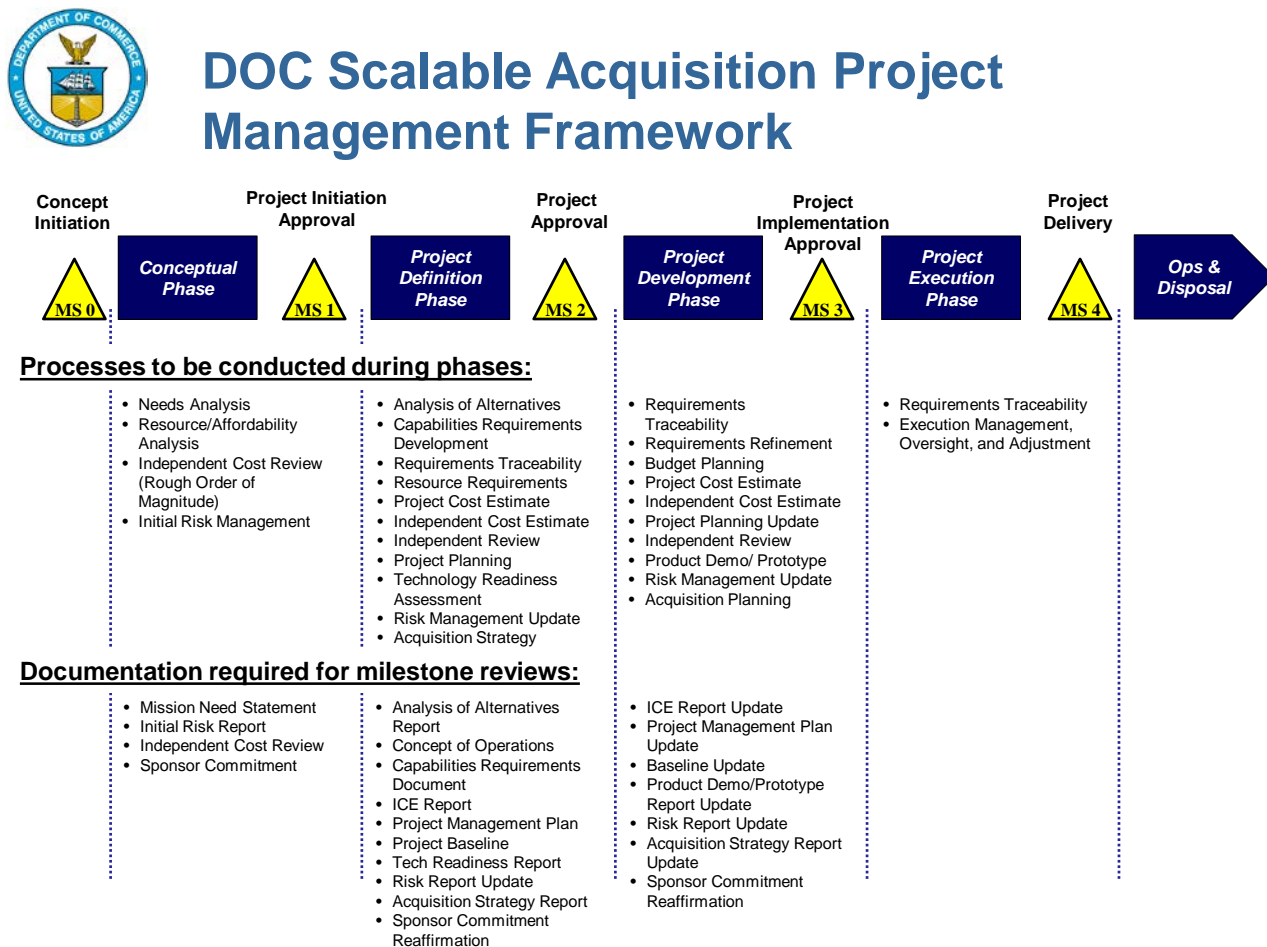 DEPARTMENT OF COMMERCE
UNITED STATES OF AMERICA
DOC Scalable Acquisition Project
Management Framework
Concept
Initiation
Project Initiation
Approval
Project
Approval
Project
Implementation
Approval
Project
Delivery
MS 0
Conceptual
Phase
MS 1
Project
Definition
Phase
MS 2
Project
Development
Phase
MS 3
Project
Execution
Phase
MS 4
Ops &
Disposal
Processes to be conducted during phases:
• Needs Analysis
• Resource/Affordability
Analysis
• Independent Cost Review
(Rough Order of
Magnitude)
• Initial Risk Management
• Analysis of Alternatives
• Capabilities Requirements
Development
• Requirements Traceability
• Resource Requirements
• Project Cost Estimate
• Independent Cost Estimate
• Independent Review
• Project Planning
• Technology Readiness
Assessment
• Risk Management Update
• Acquisition Strategy
• Requirements
Traceability
• Requirements Refinement
• Budget Planning
• Project Cost Estimate
• Independent Cost Estimate
• Project Planning Update
• Independent Review
• Product Demo/ Prototype
• Risk Management Update
• Acquisition Planning
• Requirements Traceability
• Execution Management,
Oversight, and Adjustment
Documentation required for milestone reviews:
• Mission Need Statement
• Initial Risk Report
• Independent Cost Review
• Sponsor Commitment
• Analysis of Alternatives
Report
• Concept of Operations
• Capabilities Requirements
Document
• ICE Report
• Project Management Plan
• Project Baseline
• Tech Readiness Report
• Risk Report Update
• Acquisition Strategy Report
• Sponsor Commitment
Reaffirmation
• ICE Report Update
• Project Management Plan
Update
• Baseline Update
• Product Demo/Prototype
Report Update
• Risk Report Update
• Acquisition Strategy Report
Update
• Sponsor Commitment
Reaffirmation